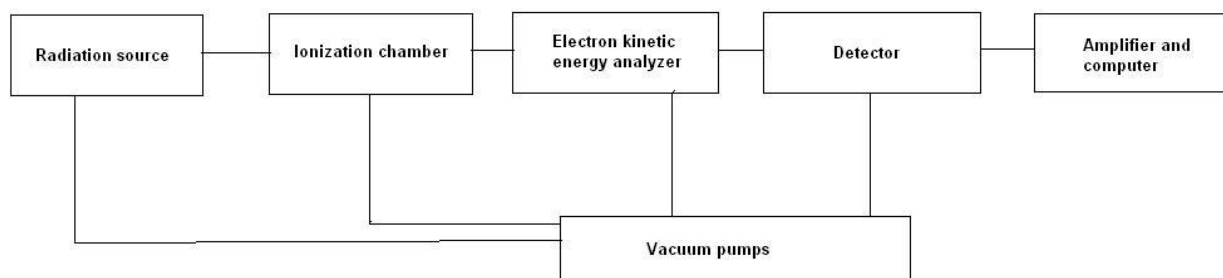 Radiation source
Ionization chamber
Electron kinetic
energy analyzer
Detector
Amplifier and
computer
Vacuum pumps